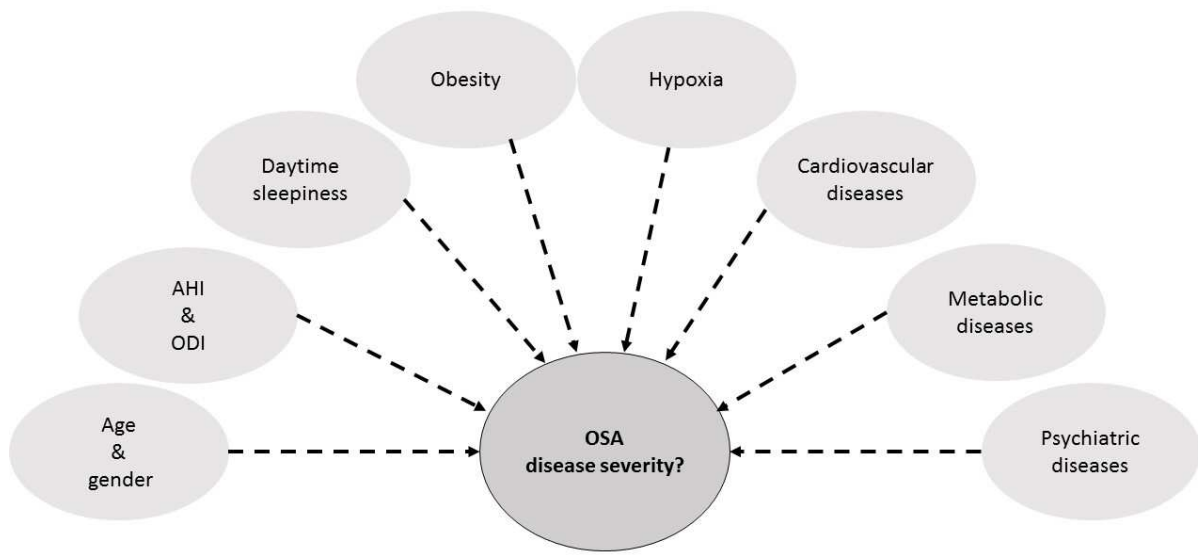 Obesity
Hypoxia
Daytime
sleepiness
Cardiovascular
diseases
AHI
&
ODI
Metabolic
diseases
Age
&
gender
OSA
disease severity?
Psychiatric
diseases